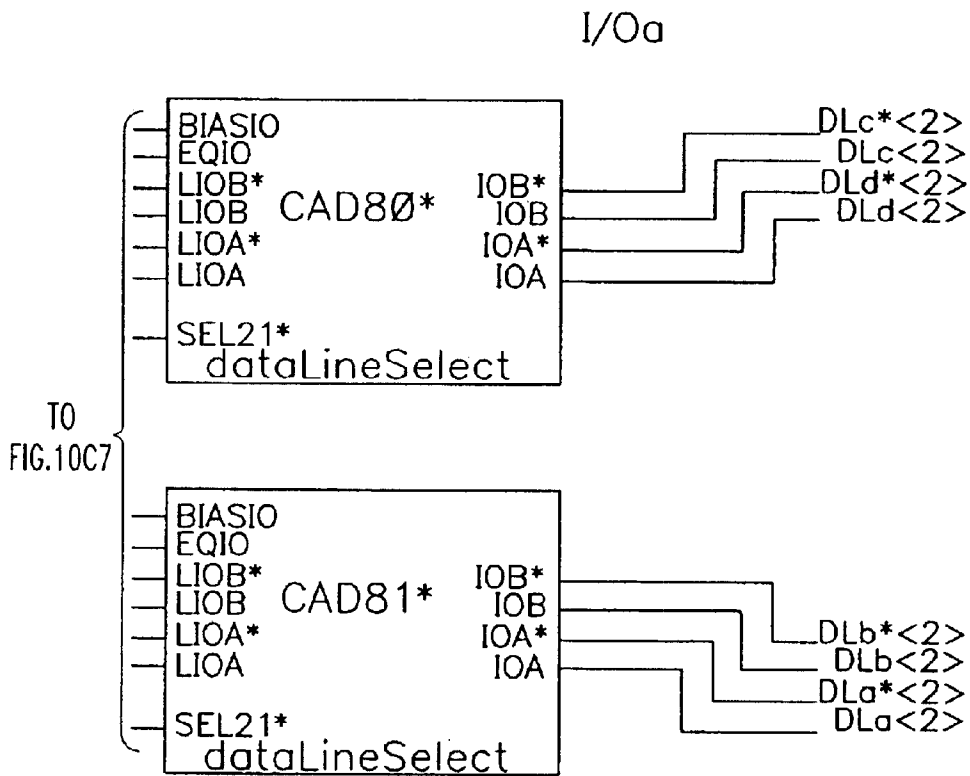 I/Oa
BIASIO
EQIO
LIOB*
LIOB
LIOA*
LIOA
SEL21*
CAD80*
dataLineSelect
IOB*
IOB
IOA*
IOA
DLc*<2>
DLc<2>
DLd*<2>
DLd<2>
TO
FIG.10C7
BIASIO
EQIO
LIOB*
LIOB
LIOA*
LIOA
SEL21*
CAD81*
dataLineSelect
IOB*
IOB
IOA*
IOA
DLb*<2>
DLb<2>
DLa*<2>
DLa<2>